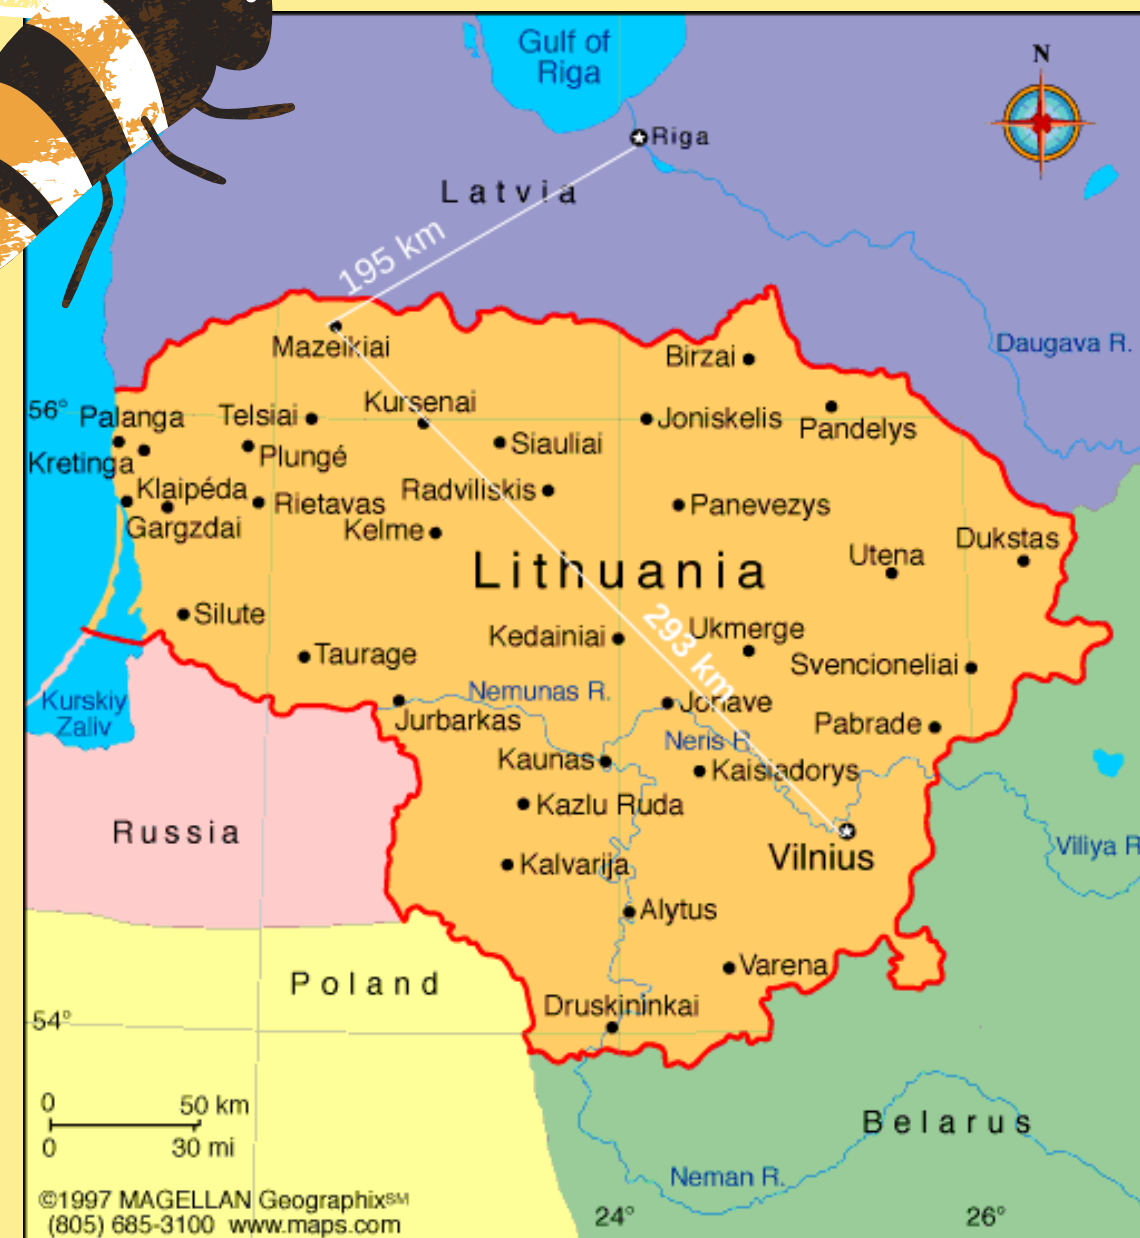 Gulf of
Riga
N
Riga
Latvia
195 km
Mazeikiai
Birzai
Daugava R.
56°
Palanga
Telsiai
Kursenai
Joniskelis
Pandelys
Kretinga
Plungé
Siauliai
Klaipéda
Rietavas
Radviliskis
Panevezys
Gargzdai
Kelme
Dukstas
Utena
Lithuania
Silute
293 km
Kedainiai
Ukmerge
Taurage
Svencioneliai
Kurskiy
Zaliv
Nemunas R.
Jonave
Jurbarkas
Pabrade
Neris R.
Kaunas
Kaisiadorys
Kazlu Ruda
Russia
Vilnius
Viliya R
Kalvarija
Alytus
Varena
Poland
Druskininkai
54°
0 50 km
0 30 mi
Belarus
Neman R.
©1997 MAGELLAN Geographix℠
(805) 685-3100 www.maps.com
24°
26°